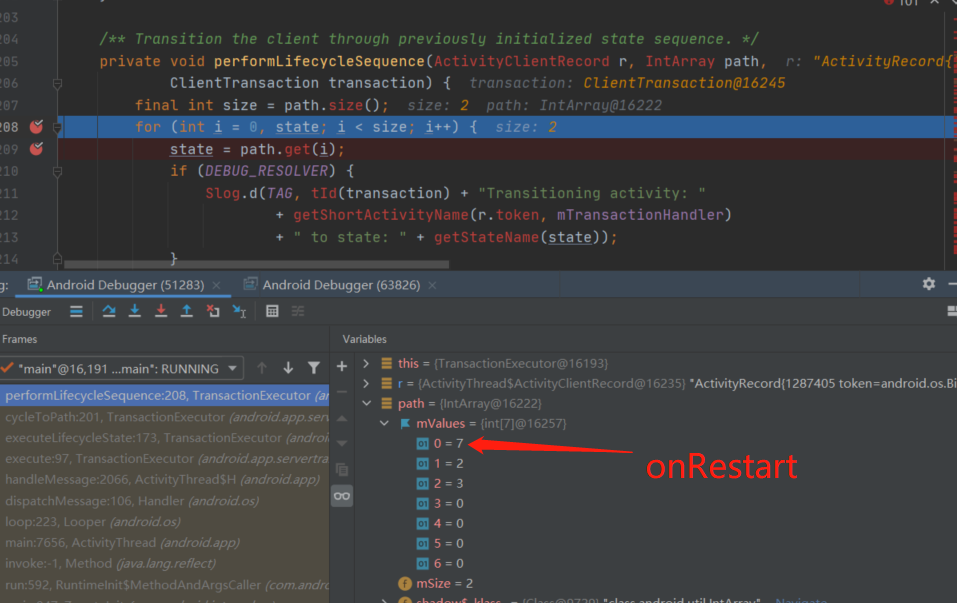 203
204 /** Transition the client through previously initialized state sequence. */
205 private void performLifecycleSequence(ActivityClientRecord r, IntArray path, r: "ActivityRecord{
206 ClientTransaction transaction) { transaction: ClientTransaction@16245
207 final int size = path.size(); size: 2 path: IntArray@16222
208 for (int i = 0, state; i < size; i++) { size: 2
209 state = path.get(i);
210 if (DEBUG_RESOLVER) {
211 Slog.d(TAG, tId(transaction) + "Transitioning activity: "
212 + getShortActivityName(r.token, mTransactionHandler)
213 + " to state: " + getStateName(state));
214 }
101
g: Android Debugger (51283) × Android Debugger (63826) ×
Debugger
Frames
"main"@16,191 ...main": RUNNING
performLifecycleSequence:208, TransactionExecutor (an
cycleToPath:201, TransactionExecutor (android.app.serv
executeLifecycleState:173, TransactionExecutor (androi
execute:97, TransactionExecutor (android.app.servertra
handleMessage:2066, ActivityThread$H (android.app)
dispatchMessage:106, Handler (android.os)
loop:223, Looper (android.os)
main:7656, ActivityThread (android.app)
invoke:-1, Method (java.lang.reflect)
run:592, RuntimeInit$MethodAndArgsCaller (com.andro
Variables
this = {TransactionExecutor@16193}
r = {ActivityThread$ActivityClientRecord@16235} "ActivityRecord{1287405 token=android.os.Bi
path = {IntArray@16222}
mValues = {int[7]@16257}
0 = 7
1 = 2
2 = 3
3 = 0
4 = 0
5 = 0
6 = 0
mSize = 2
onRestart